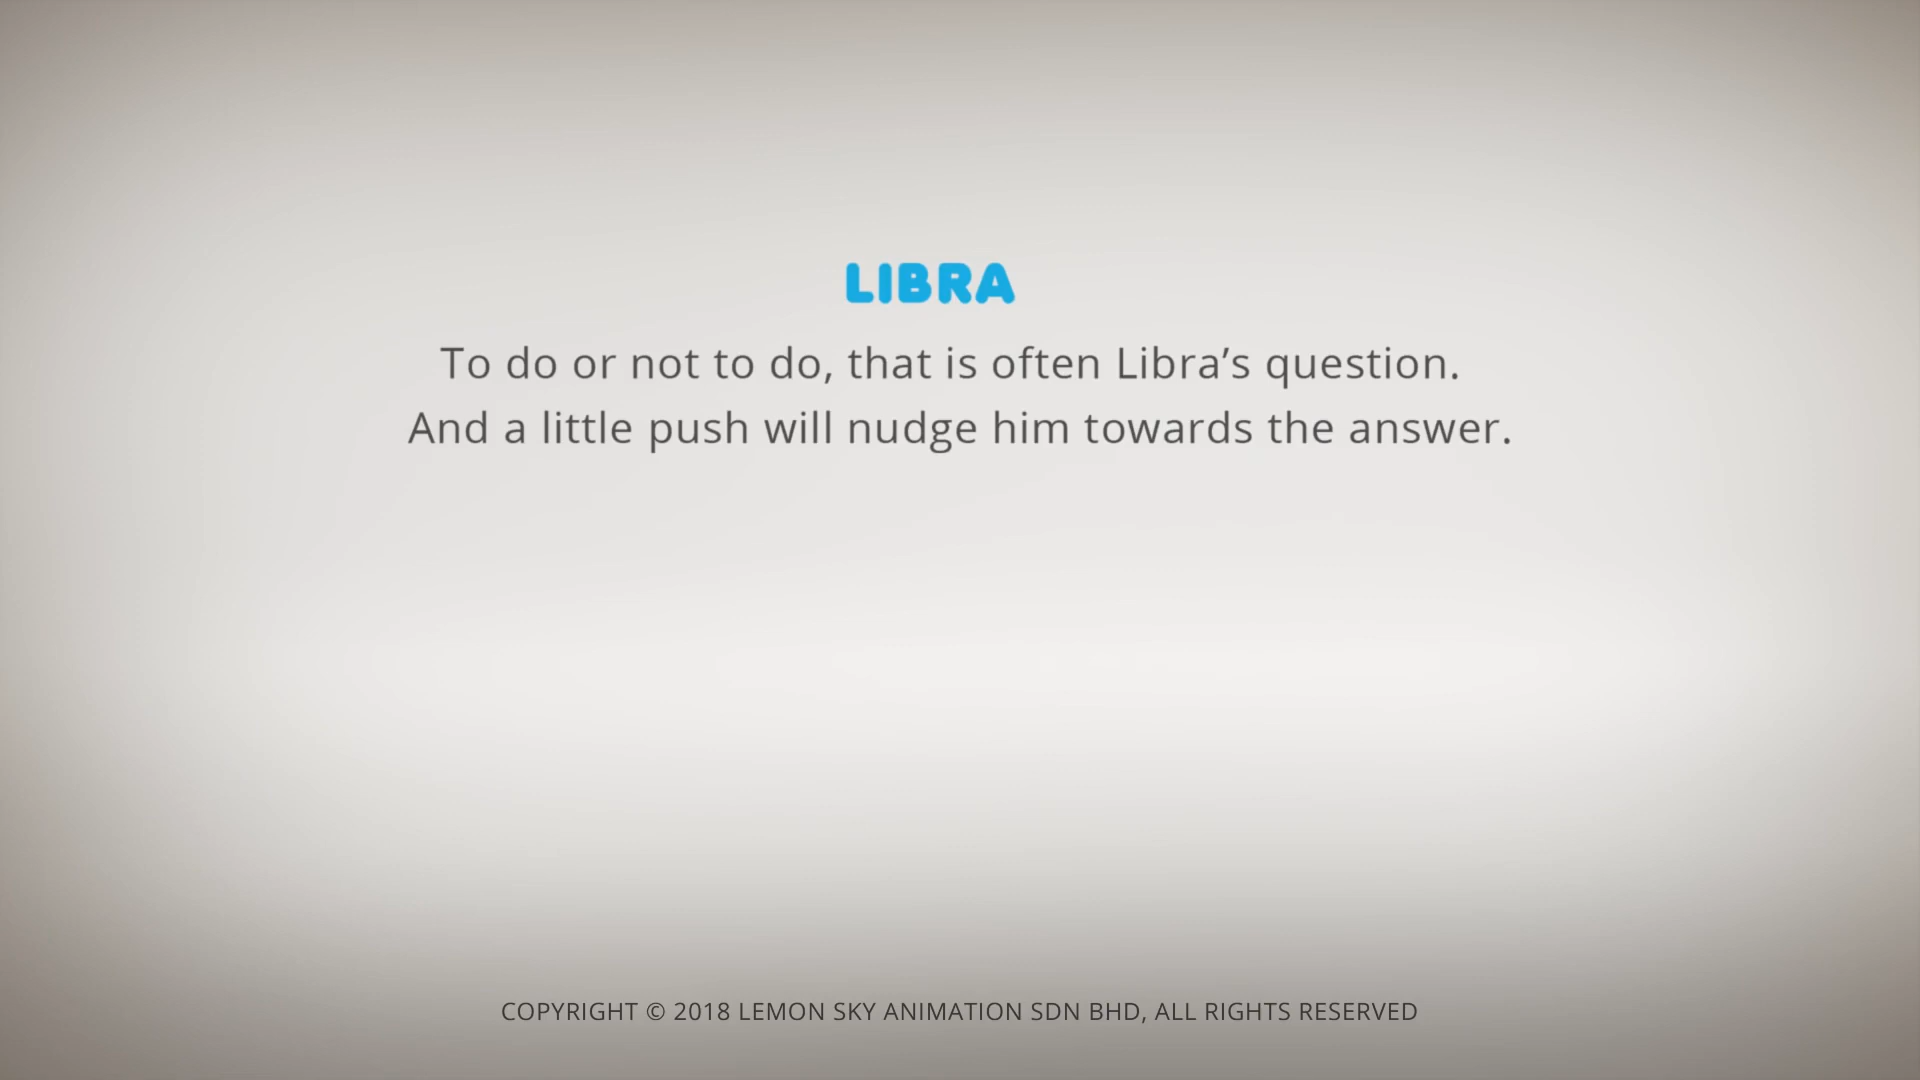 LIBRA
To do or not to do, that is often Libra’s question.
And a little push will nudge him towards the answer.
COPYRIGHT © 2018 LEMON SKY ANIMATION SDN BHD, ALL RIGHTS RESERVED